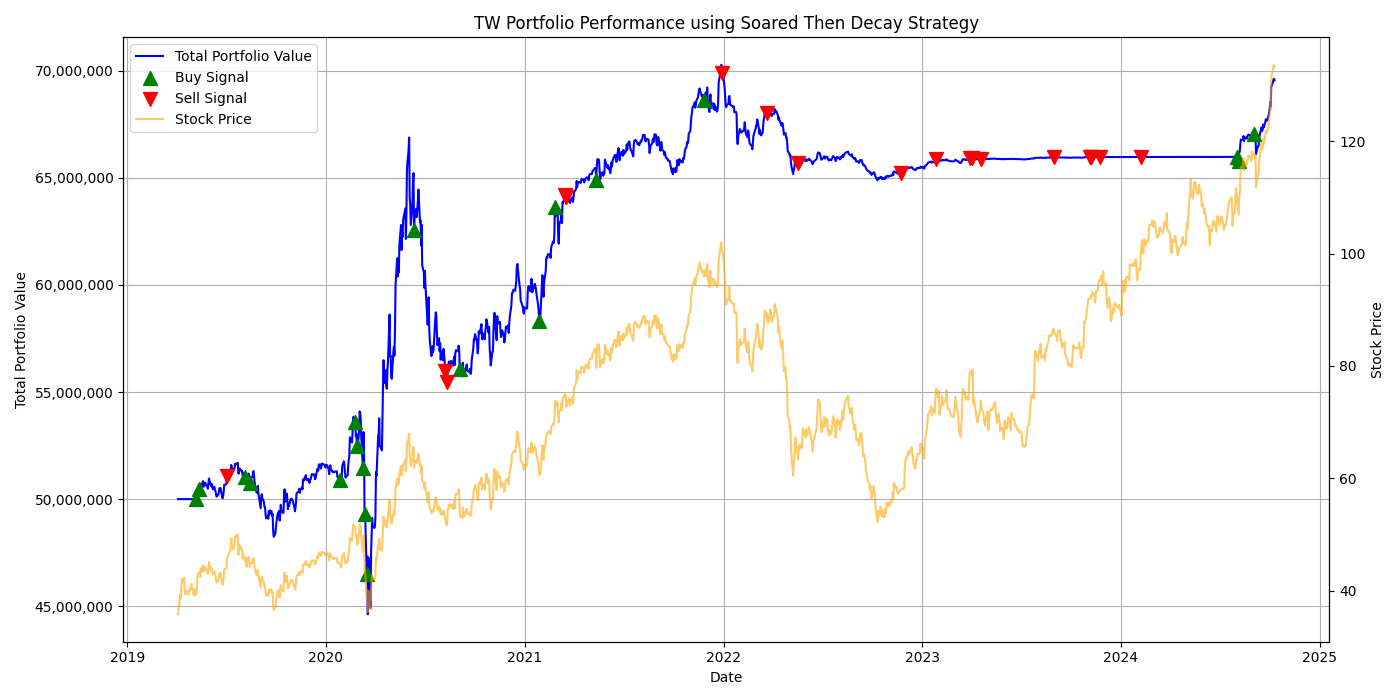 TW Portfolio Performance using Soared Then Decay Strategy
Total Portfolio Value
Buy Signal
Sell Signal
Stock Price
70,000,000
65,000,000
60,000,000
55,000,000
50,000,000
45,000,000
Total Portfolio Value
120
100
80
60
40
Stock Price
2019
2020
2021
2022
2023
2024
2025
Date